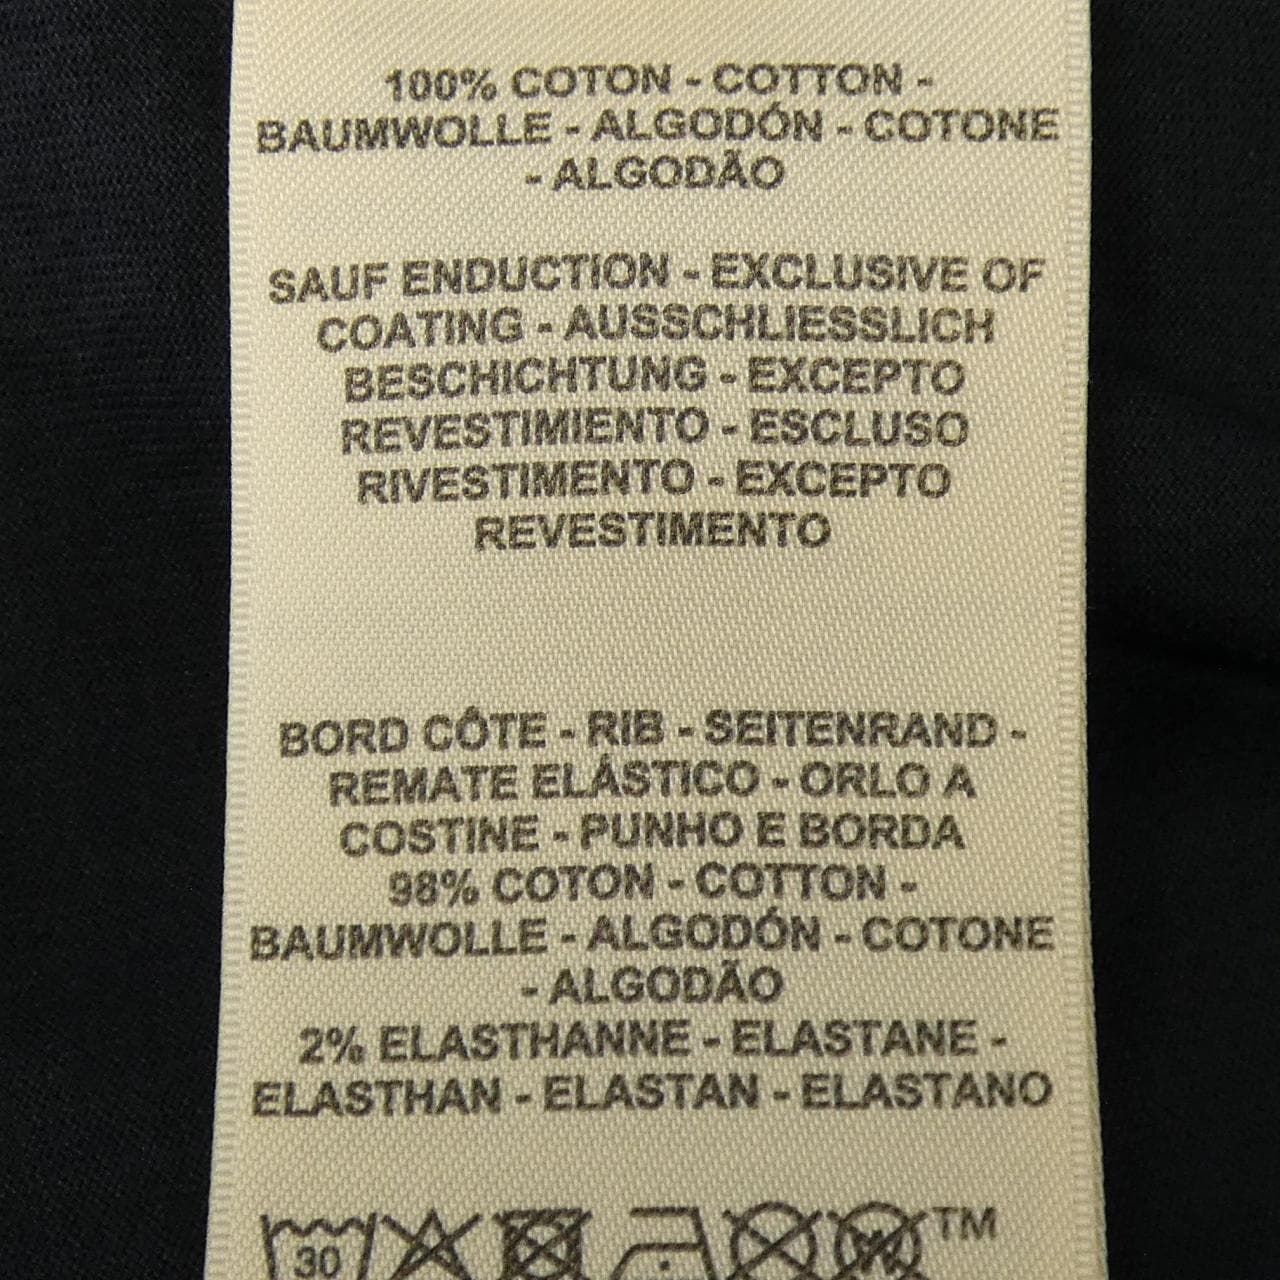 100% COTON - COTTON -
BAUMWOLLE - ALGODÓN - COTONE
- ALGODÃO
SAUF ENDUCTION - EXCLUSIVE OF
COATING - AUSSCHLIESSLICH
BESCHICHTUNG - EXCEPTO
REVESTIMIENTO - ESCLUSO
RIVESTIMENTO - EXCEPTO
REVESTIMENTO
BORD CÔTE - RIB - SEITENRAND -
REMATE ELÁSTICO - ORLO A
COSTINE - PUNHO E BORDA
98% COTON - COTTON -
BAUMWOLLE - ALGODÓN - COTONE
- ALGODÃO
2% ELASTHANNE - ELASTANE -
ELASTHAN - ELASTAN - ELASTANO
30 TM